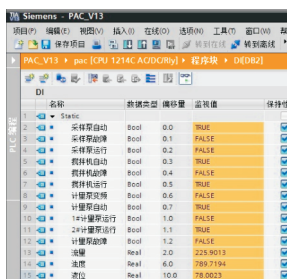 Siemens - PAC_V13
项目(P) 编辑(E) 视图(V) 插入(I) 在线(O) 选项(N) 工具(T) 窗口(W)
保存项目 转到在线 转到离线
PAC_V13 ▸ pac [CPU 1214C AC/DC/Rly] ▸ 程序块 ▸ DI[DB2]
PLC 编程
DI
名称 数据类型 偏移量 监视值 保持性
1 Static
2 采样泵自动 Bool 0.0 TRUE
3 采样泵故障 Bool 0.1 FALSE
4 采样泵运行 Bool 0.2 FALSE
5 搅拌机自动 Bool 0.3 TRUE
6 搅拌机故障 Bool 0.4 FALSE
7 搅拌机运行 Bool 0.5 TRUE
8 计量泵变频 Bool 0.6 FALSE
9 计量泵自动 Bool 0.7 TRUE
10 1#计量泵运行 Bool 1.0 FALSE
11 2#计量泵运行 Bool 1.1 TRUE
12 计量泵故障 Bool 1.2 FALSE
13 流量 Real 2.0 225.9013
14 浊度 Real 6.0 769.7194
15 液位 Real 10.0 78.0023